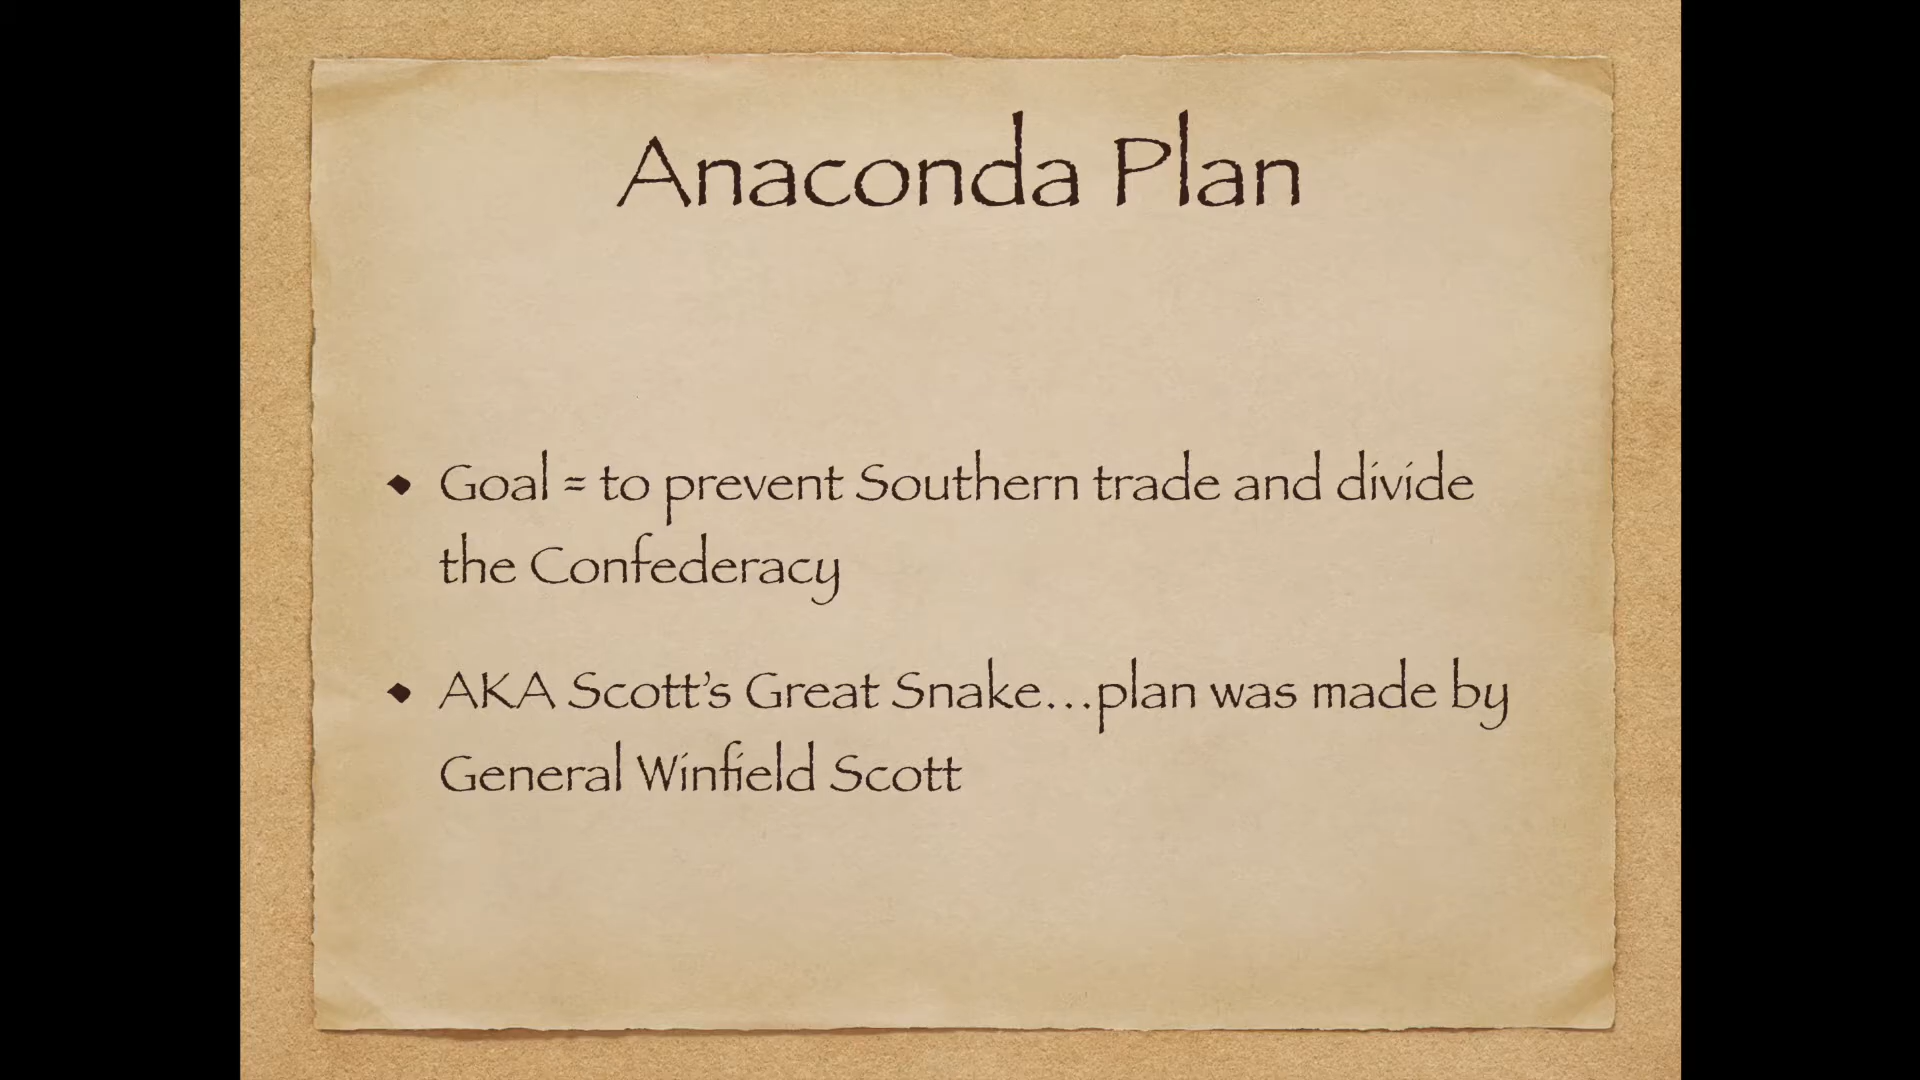 Anaconda Plan
• Goal = to prevent Southern trade and divide
the Confederacy
• AKA Scott's Great Snake...plan was made by
General Winfield Scott